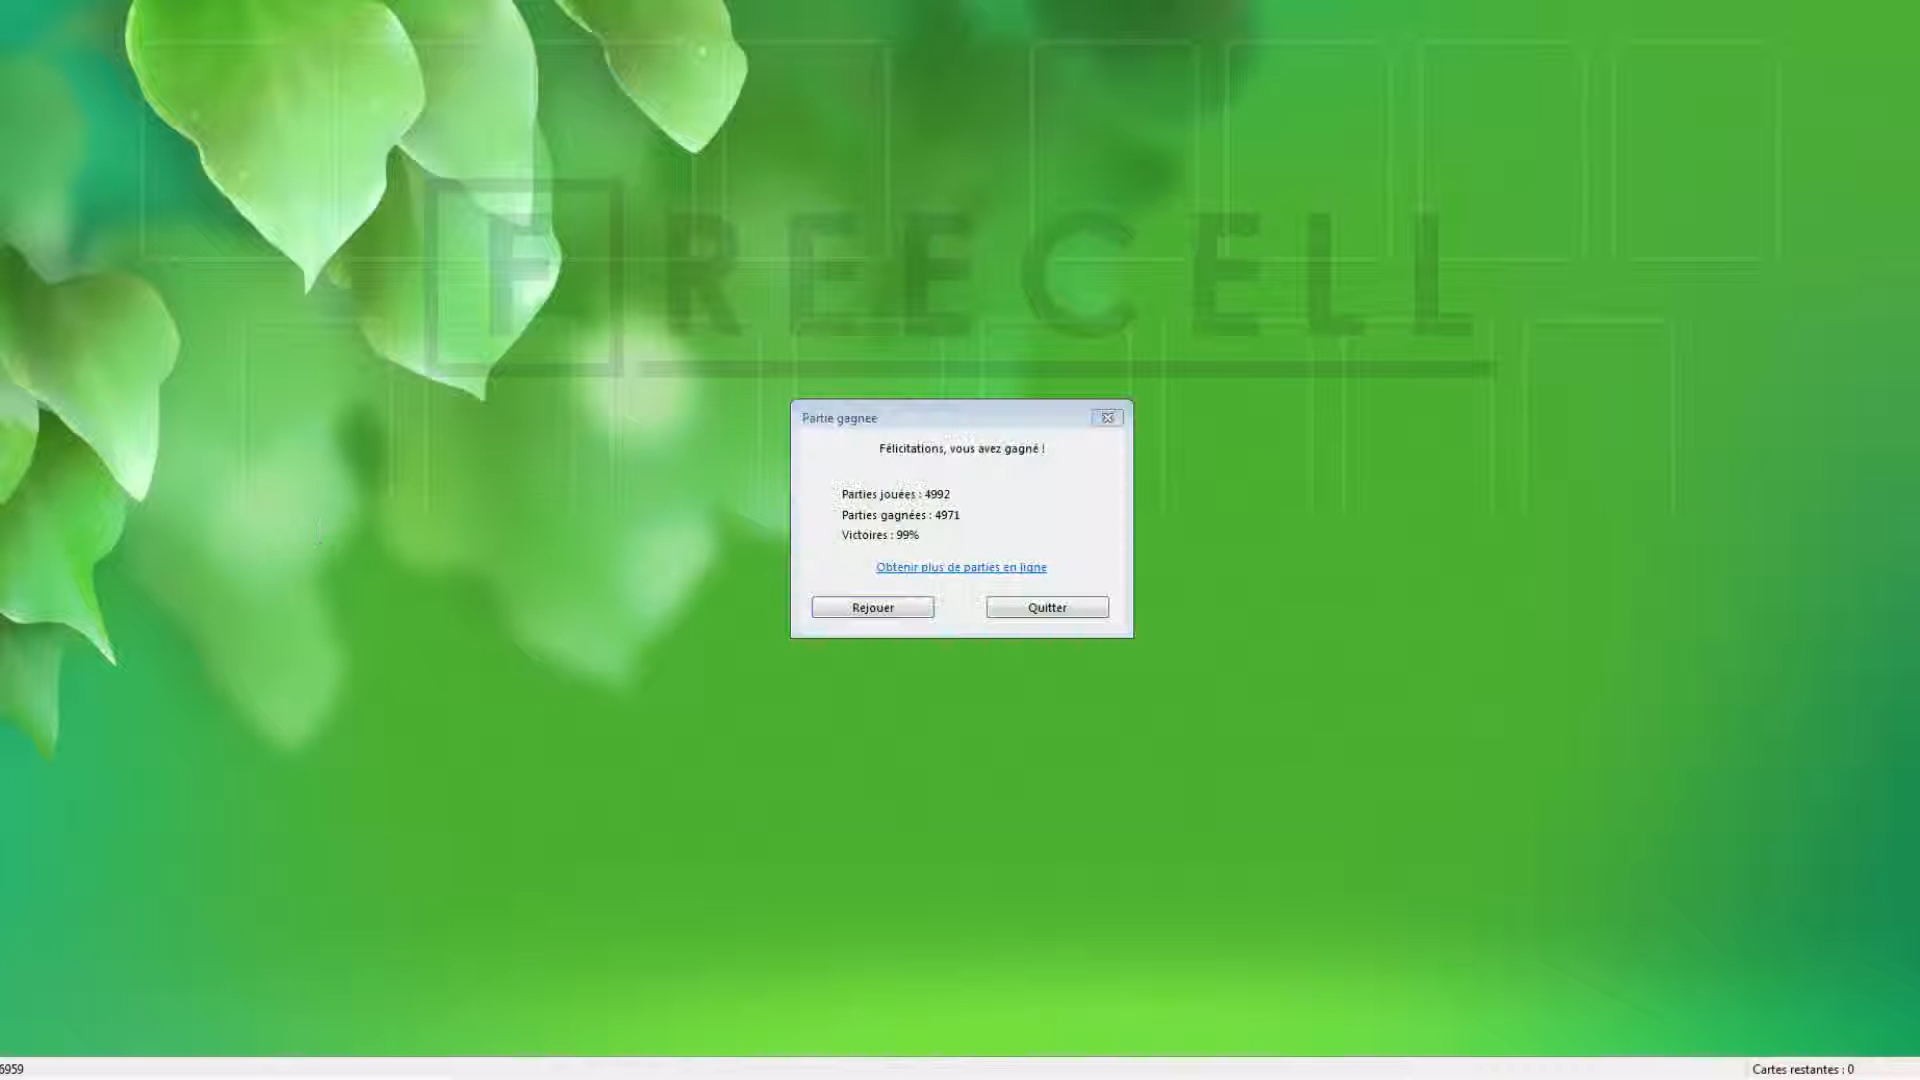 FREECELL
Partie gagnee
Félicitations, vous avez gagné !
Parties jouées : 4992
Parties gagnées : 4971
Victoires : 99%
Obtenir plus de parties en ligne
Rejouer
Quitter
6959
Cartes restantes : 0